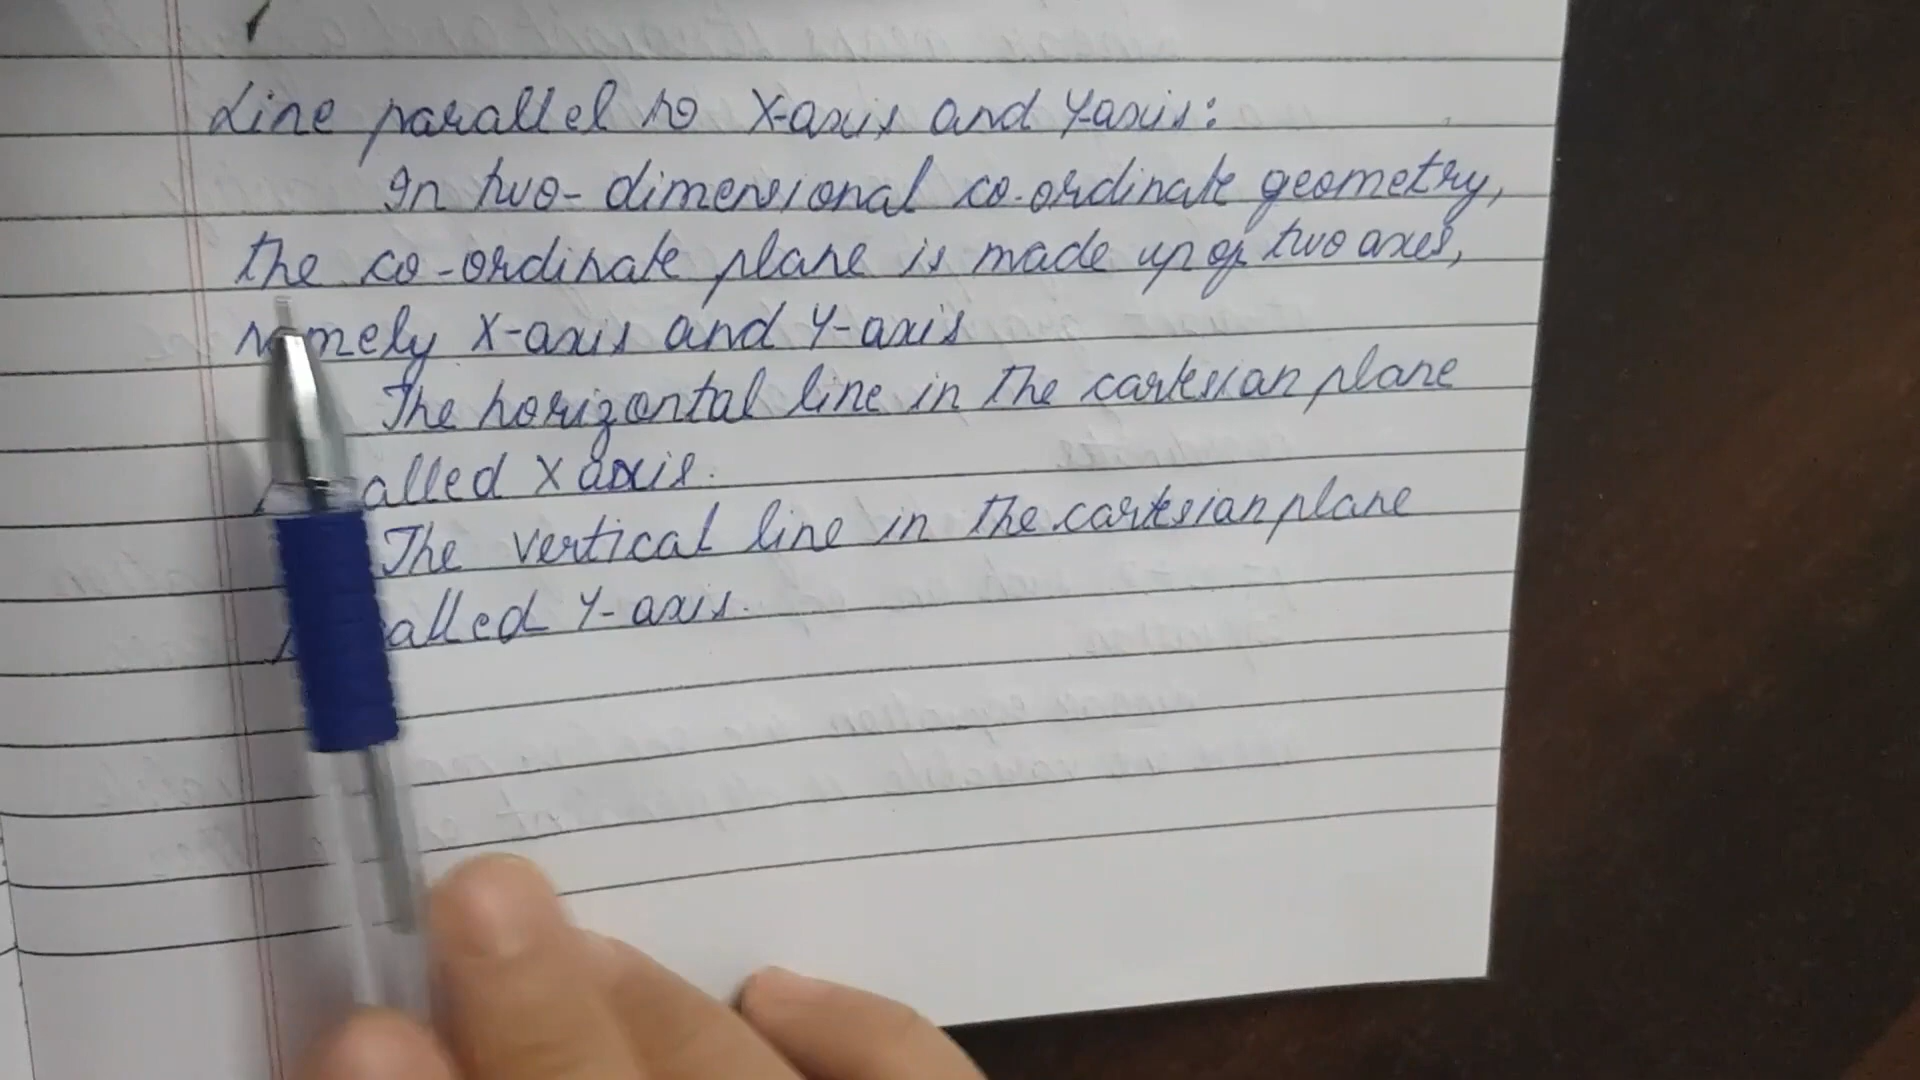 Line parallel to X-axis and Y-axis:
In two-dimensional co-ordinate geometry,
the co-ordinate plane is made up of two axes,
namely X-axis and Y-axis
The horizontal line in the cartesian plane
alled X axis.
The vertical line in the cartesian plane
alled Y-axis.